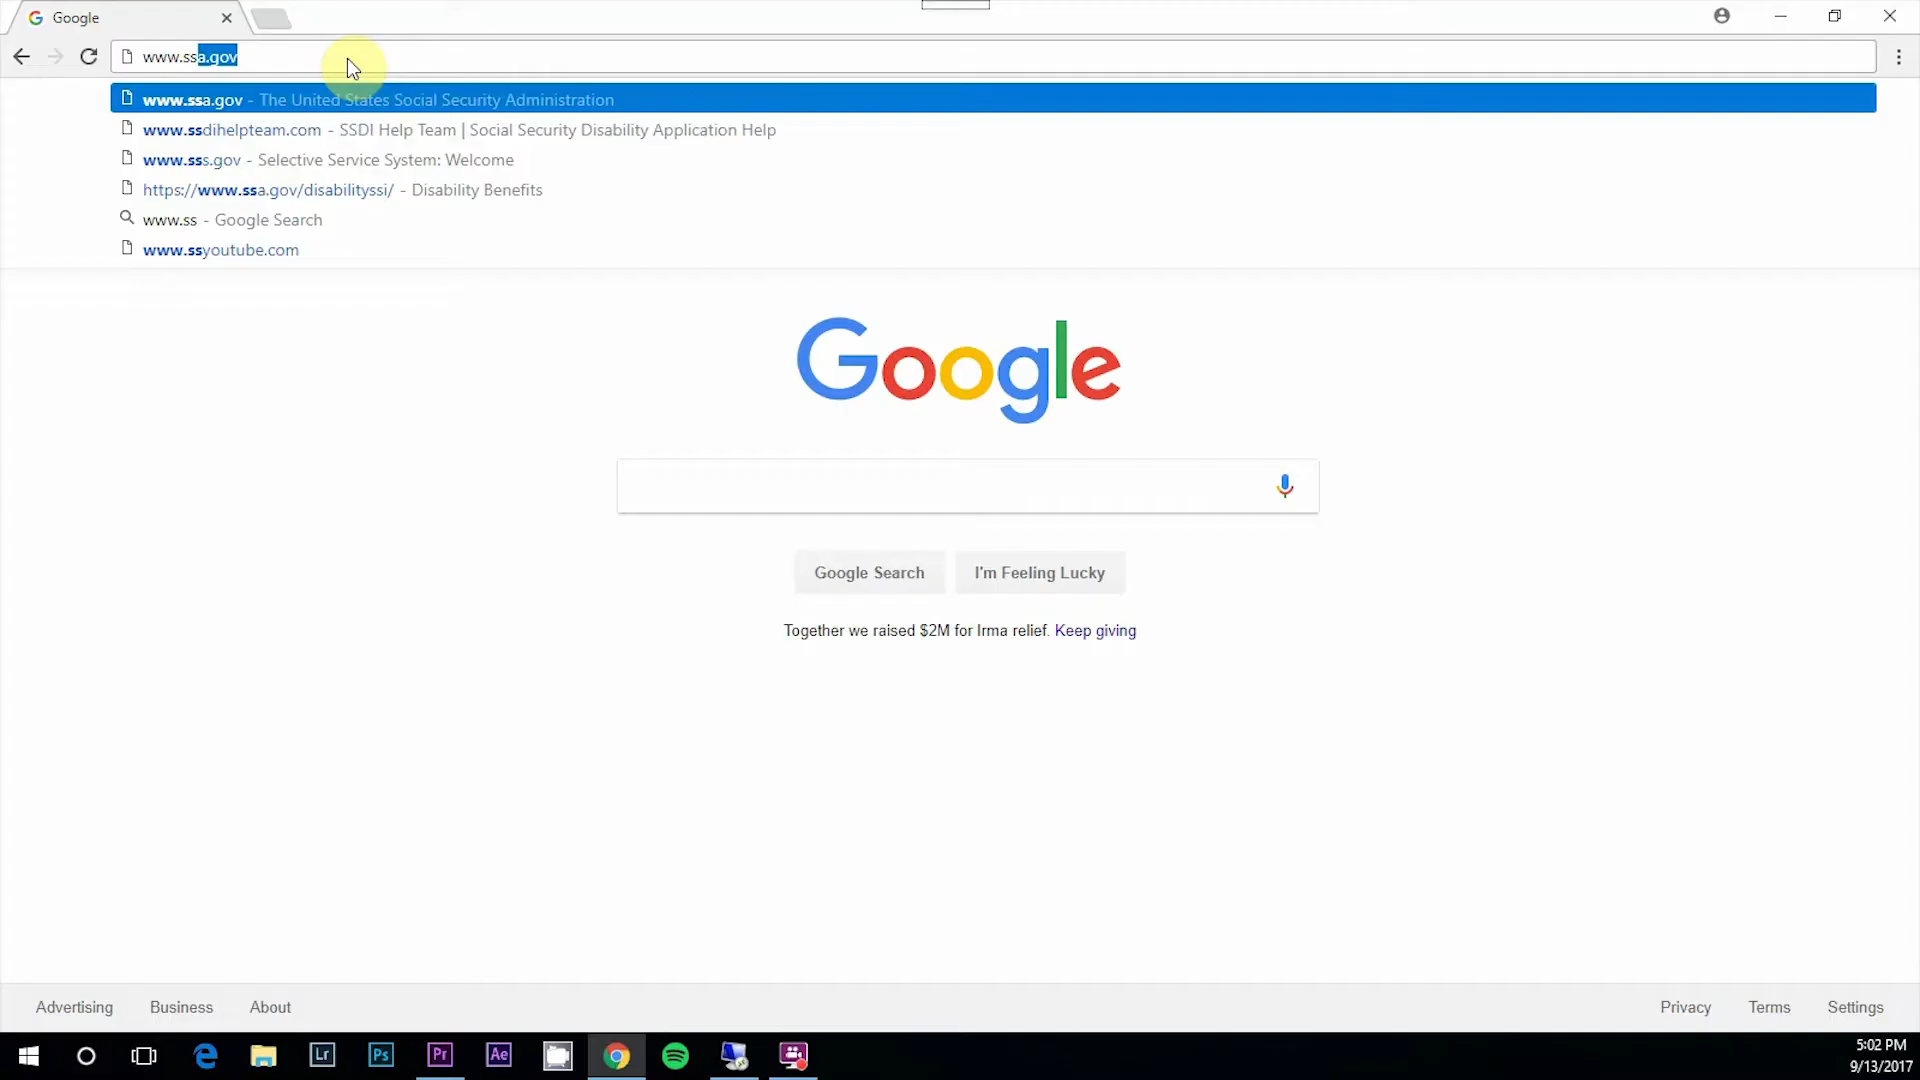 Google
www.ssa.gov
www.ssa.gov - The United States Social Security Administration
www.ssdihelpteam.com - SSDI Help Team | Social Security Disability Application Help
www.sss.gov - Selective Service System: Welcome
https://www.ssa.gov/disabilityssi/ - Disability Benefits
www.ss - Google Search
www.ssyoutube.com
Google
Google Search I'm Feeling Lucky
Together we raised $2M for Irma relief. Keep giving
Advertising Business About Privacy Terms Settings
Lr Ps Pr Ae
5:02 PM
9/13/2017